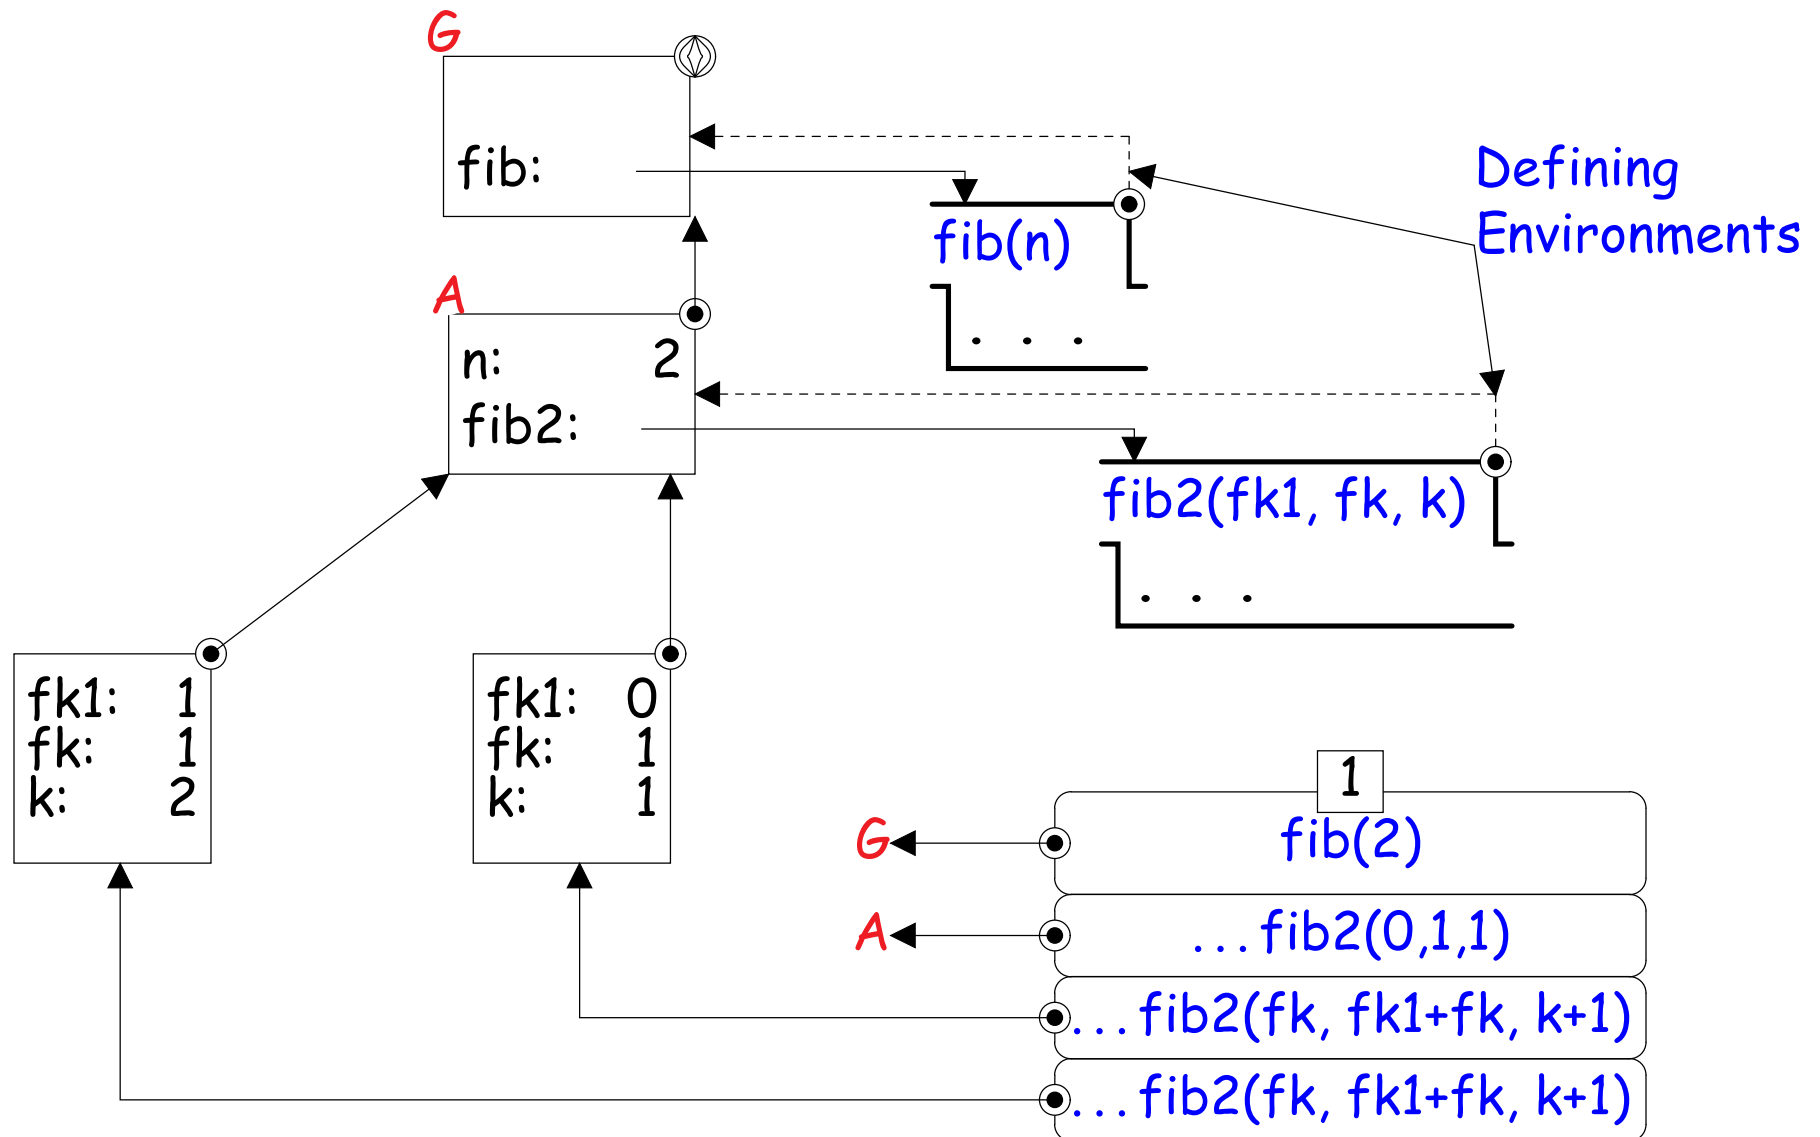 G
fib:
fib(n)
. . .
Defining
Environments
A
n: 2
fib2:
fib2(fk1, fk, k)
. . .
fk1: 1
fk: 1
k: 2
fk1: 0
fk: 1
k: 1
1
G
fib(2)
A
...fib2(0,1,1)
...fib2(fk, fk1+fk, k+1)
...fib2(fk, fk1+fk, k+1)